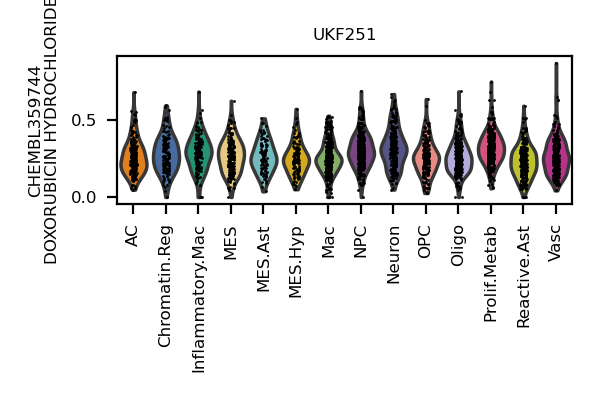 UKF251
CHEMBL359744
DOXORUBICIN HYDROCHLORIDE
0.5
0.0
AC
Chromatin.Reg
Inflammatory.Mac
MES
MES.Ast
MES.Hyp
Mac
NPC
Neuron
OPC
Oligo
Prolif.Metab
Reactive.Ast
Vasc